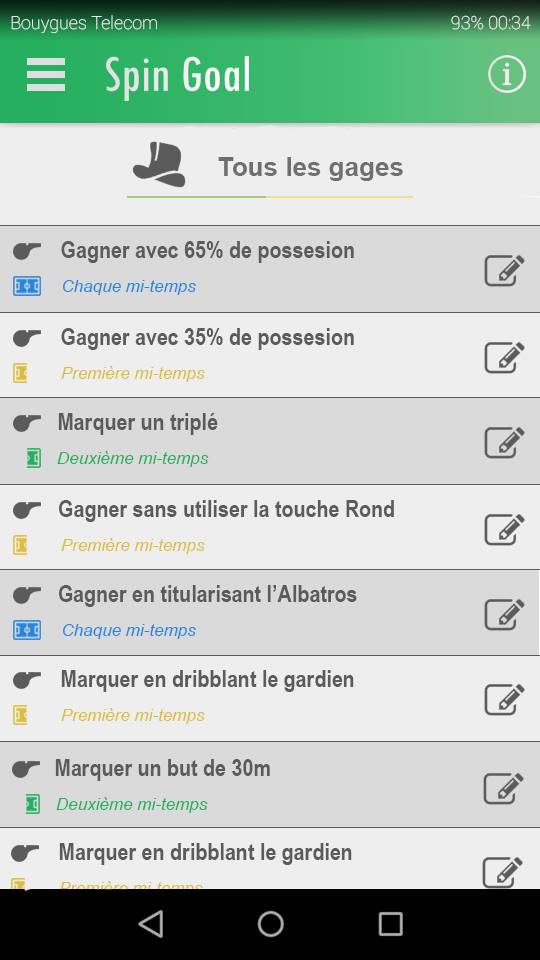 Bouygues Telecom
93% 00:34
Spin Goal
Tous les gages
Gagner avec 65% de possesion
Chaque mi-temps
Gagner avec 35% de possesion
Première mi-temps
Marquer un triplé
Deuxième mi-temps
Gagner sans utiliser la touche Rond
Première mi-temps
Gagner en titularisant l’Albatros
Chaque mi-temps
Marquer en dribblant le gardien
Première mi-temps
Marquer un but de 30m
Deuxième mi-temps
Marquer en dribblant le gardien
Première mi-temps